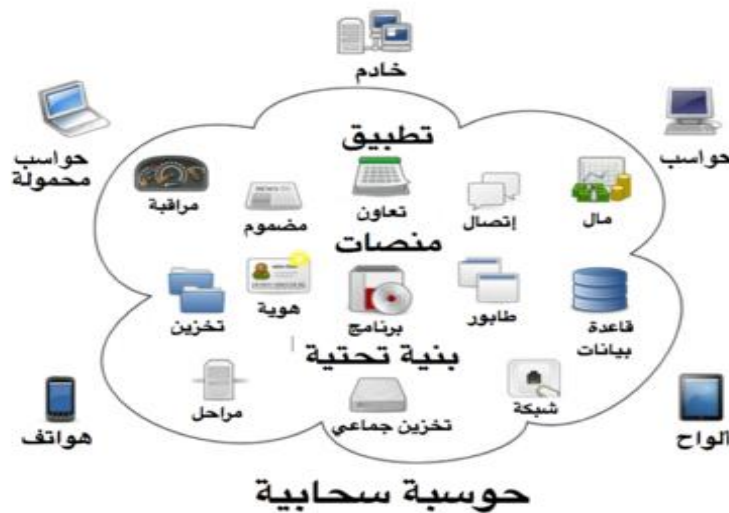 خادم
حواسب
حواسب
محمولة
تطبيق
مال
إتصال
تعاون
مضموم
مراقبة
منصات
قاعدة
بيانات
طابور
برنامج
هوية
تخزين
بنية تحتية
شبكة
تخزين جماعي
مراحل
ألواح
هواتف
حوسبة سحابية